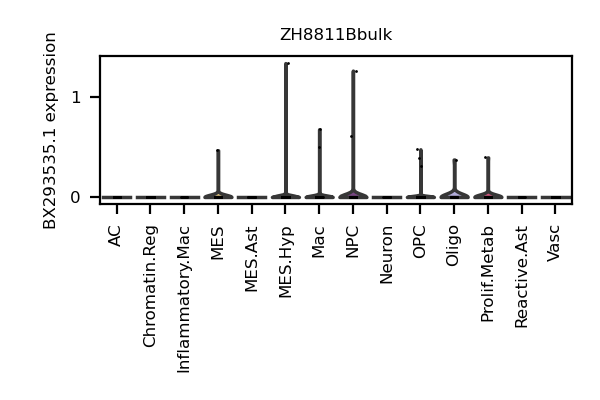 ZH8811Bbulk
BX293535.1 expression
1
0
AC
Chromatin.Reg
Inflammatory.Mac
MES
MES.Ast
MES.Hyp
Mac
NPC
Neuron
OPC
Oligo
Prolif.Metab
Reactive.Ast
Vasc